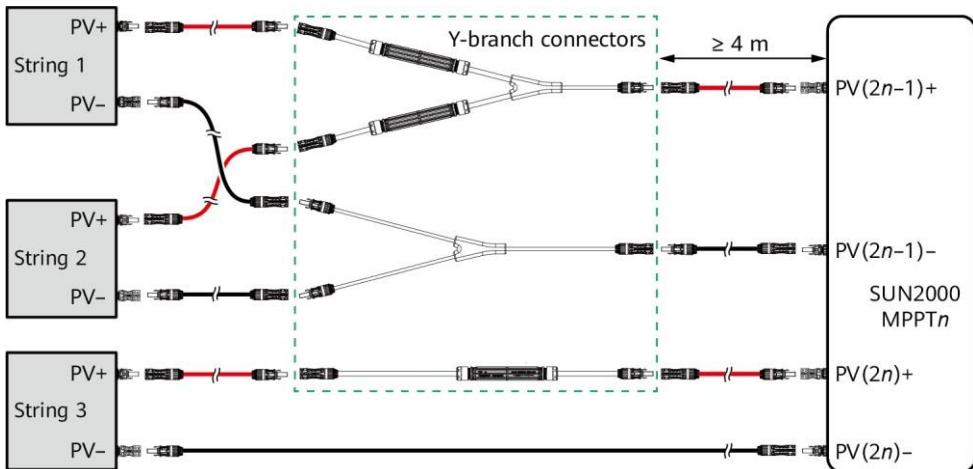 PV+
String 1
PV–
Y-branch connectors
≥ 4 m
PV(2n–1)+
PV+
String 2
PV–
PV(2n–1)–
SUN2000
MPPTn
PV+
String 3
PV–
PV(2n)+
PV(2n)–